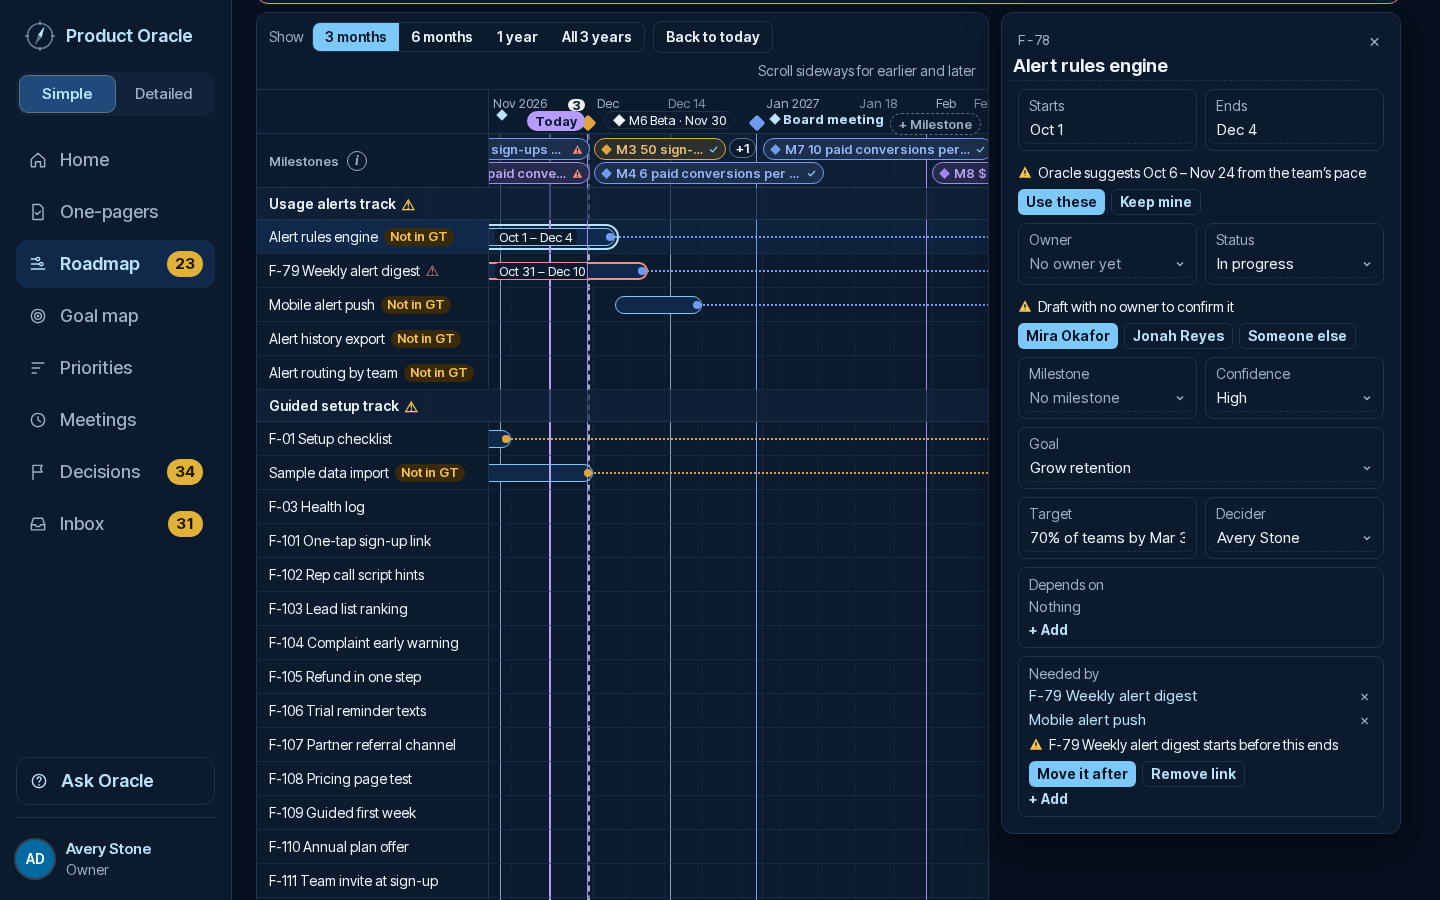 Product Oracle
Simple
Detailed
Home
One-pagers
Roadmap
23
Goal map
Priorities
Meetings
Decisions
34
Inbox
31
Ask Oracle
AD
Avery Stone
Owner
Show
3 months
6 months
1 year
All 3 years
Back to today
Scroll sideways for earlier and later
Nov 2026
3
Dec
Dec 14
Jan 2027
Jan 18
Feb
Fe
Today
M6 Beta · Nov 30
Board meeting
+ Milestone
Milestones
i
sign-ups ...
M3 50 sign-...
+1
M7 10 paid conversions per...
paid conve...
M4 6 paid conversions per ...
M8 $
Usage alerts track
Alert rules engine
Not in GT
Oct 1 – Dec 4
F-79 Weekly alert digest
Oct 31 – Dec 10
Mobile alert push
Not in GT
Alert history export
Not in GT
Alert routing by team
Not in GT
Guided setup track
F-01 Setup checklist
Sample data import
Not in GT
F-03 Health log
F-101 One-tap sign-up link
F-102 Rep call script hints
F-103 Lead list ranking
F-104 Complaint early warning
F-105 Refund in one step
F-106 Trial reminder texts
F-107 Partner referral channel
F-108 Pricing page test
F-109 Guided first week
F-110 Annual plan offer
F-111 Team invite at sign-up
F-78
×
Alert rules engine
Starts
Oct 1
Ends
Dec 4
Oracle suggests Oct 6 – Nov 24 from the team's pace
Use these
Keep mine
Owner
No owner yet
Status
In progress
Draft with no owner to confirm it
Mira Okafor
Jonah Reyes
Someone else
Milestone
No milestone
Confidence
High
Goal
Grow retention
Target
70% of teams by Mar 3
Decider
Avery Stone
Depends on
Nothing
+ Add
Needed by
F-79 Weekly alert digest
×
Mobile alert push
×
F-79 Weekly alert digest starts before this ends
Move it after
Remove link
+ Add